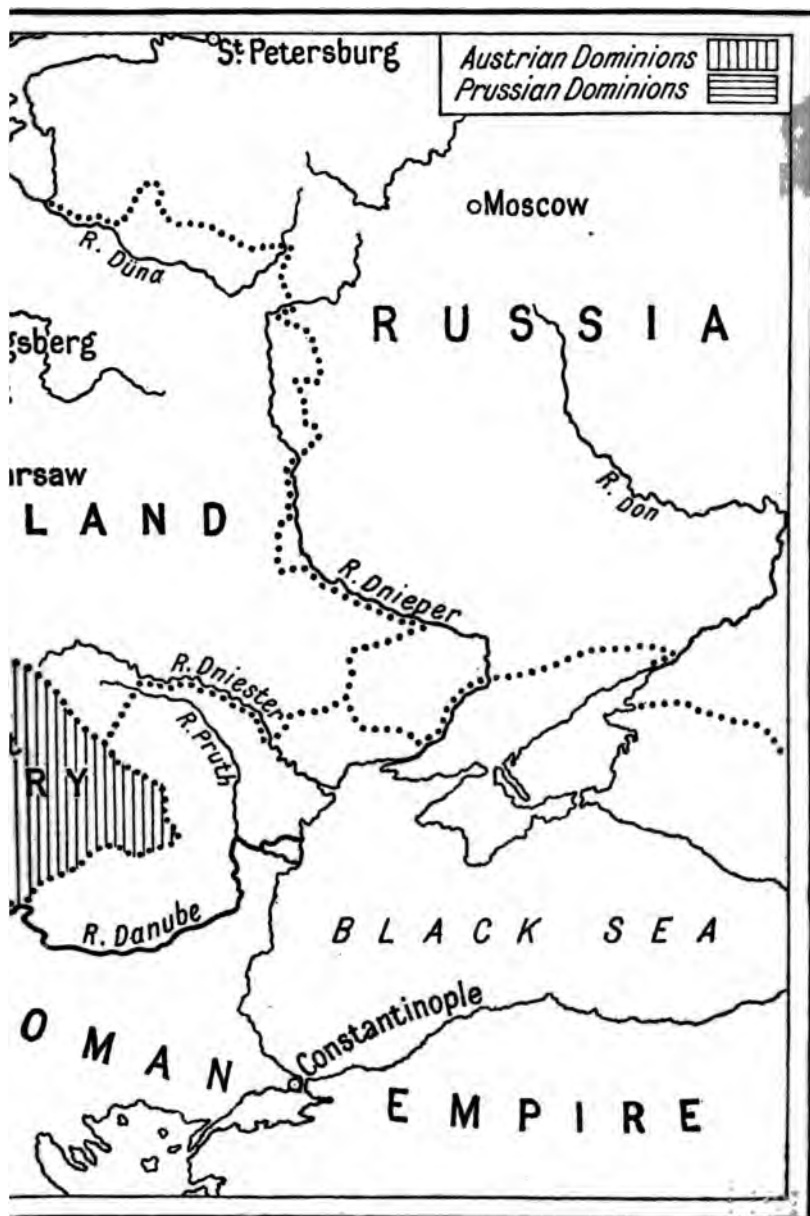 St. Petersburg
Austrian Dominions
Prussian Dominions
Moscow
R. Düna
RUSSIA
gsberg
R. Don
arsaw
LAND
R. Dnieper
R. Dniester
R. Pruth
RY
R. Danube
BLACK SEA
Constantinople
OMAN
EMPIRE